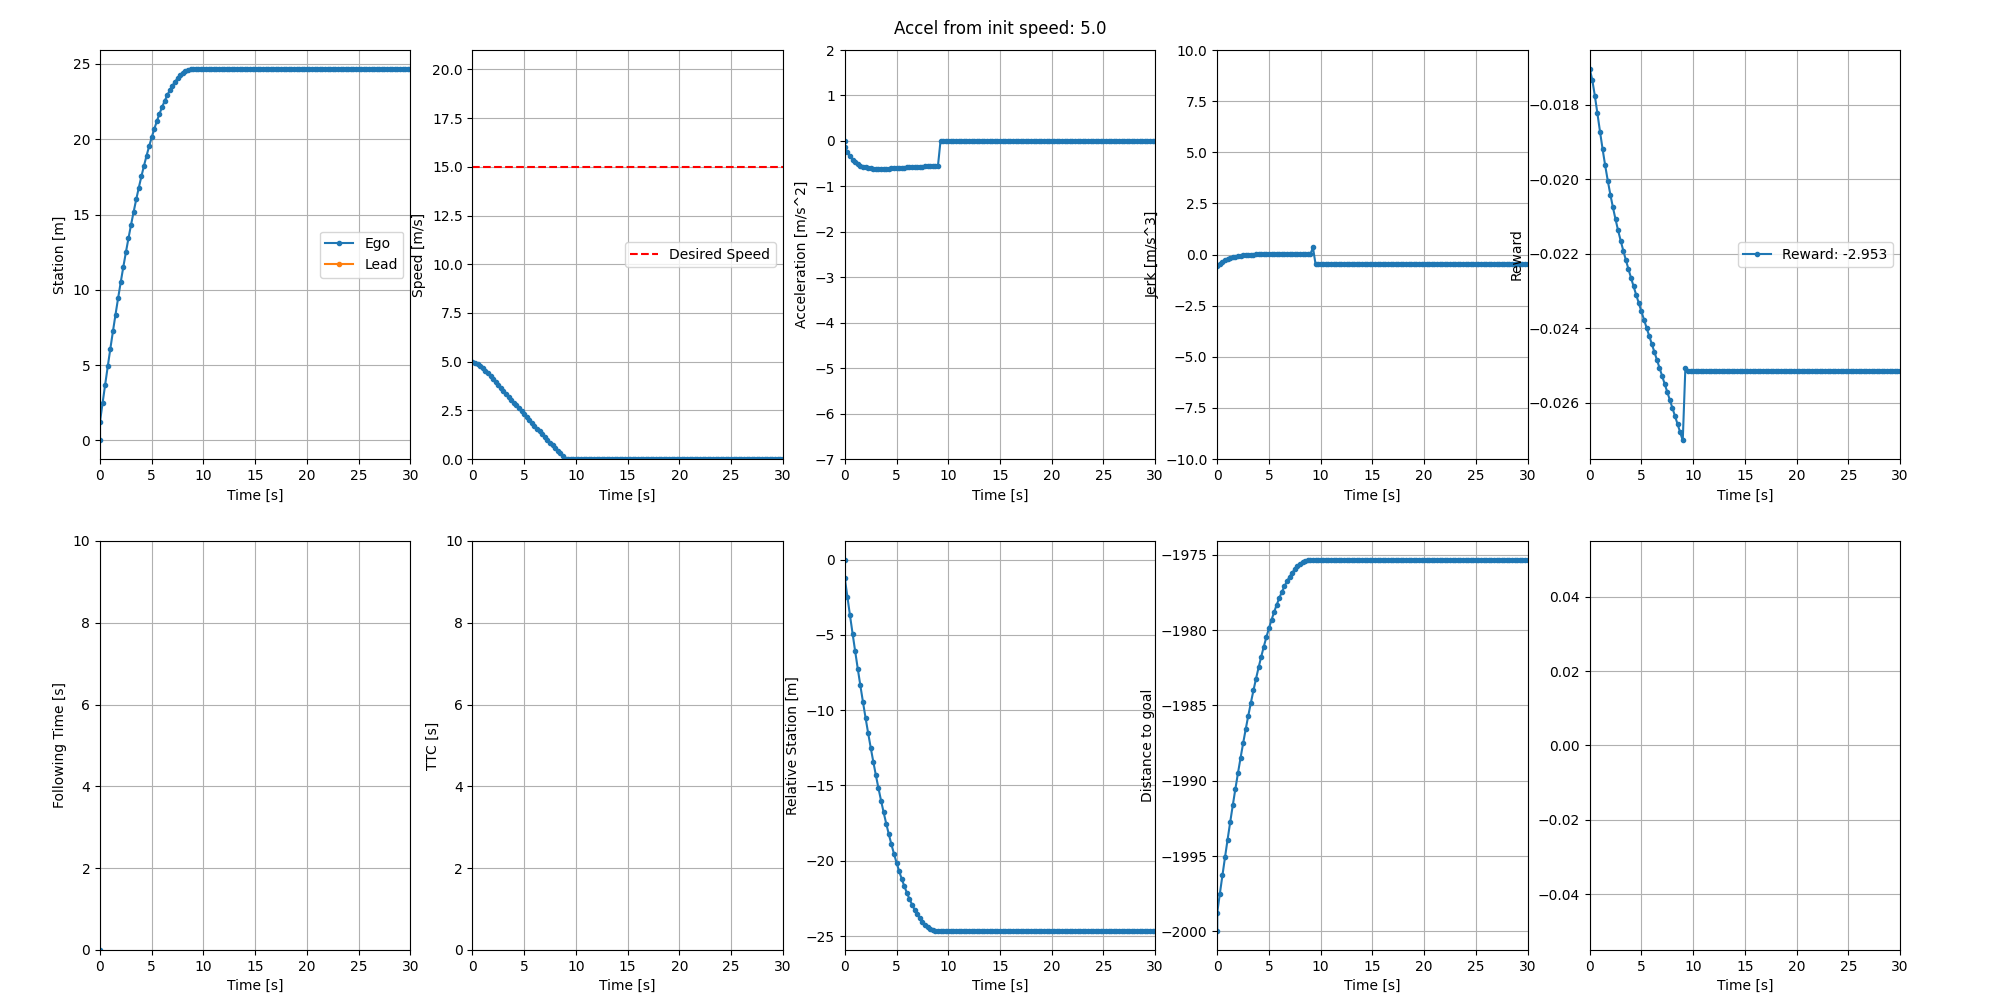 Accel from init speed: 5.0
Station [m]
25
20
15
10
5
0
Ego
Lead
0 5 10 15 20 25 30
Time [s]
Speed [m/s]
20.0
17.5
15.0
12.5
10.0
7.5
5.0
2.5
0.0
Desired Speed
0 5 10 15 20 25 30
Time [s]
Acceleration [m/s^2]
2
1
0
−1
−2
−3
−4
−5
−6
−7
0 5 10 15 20 25 30
Time [s]
Jerk [m/s^3]
10.0
7.5
5.0
2.5
0.0
−2.5
−5.0
−7.5
−10.0
0 5 10 15 20 25 30
Time [s]
Reward
−0.018
−0.020
−0.022
−0.024
−0.026
Reward: -2.953
0 5 10 15 20 25 30
Time [s]
Following Time [s]
10
8
6
4
2
0
0 5 10 15 20 25 30
Time [s]
TTC [s]
10
8
6
4
2
0
0 5 10 15 20 25 30
Time [s]
Relative Station [m]
0
−5
−10
−15
−20
−25
0 5 10 15 20 25 30
Time [s]
Distance to goal
−1975
−1980
−1985
−1990
−1995
−2000
0 5 10 15 20 25 30
Time [s]
0.04
0.02
0.00
−0.02
−0.04
0 5 10 15 20 25 30
Time [s]